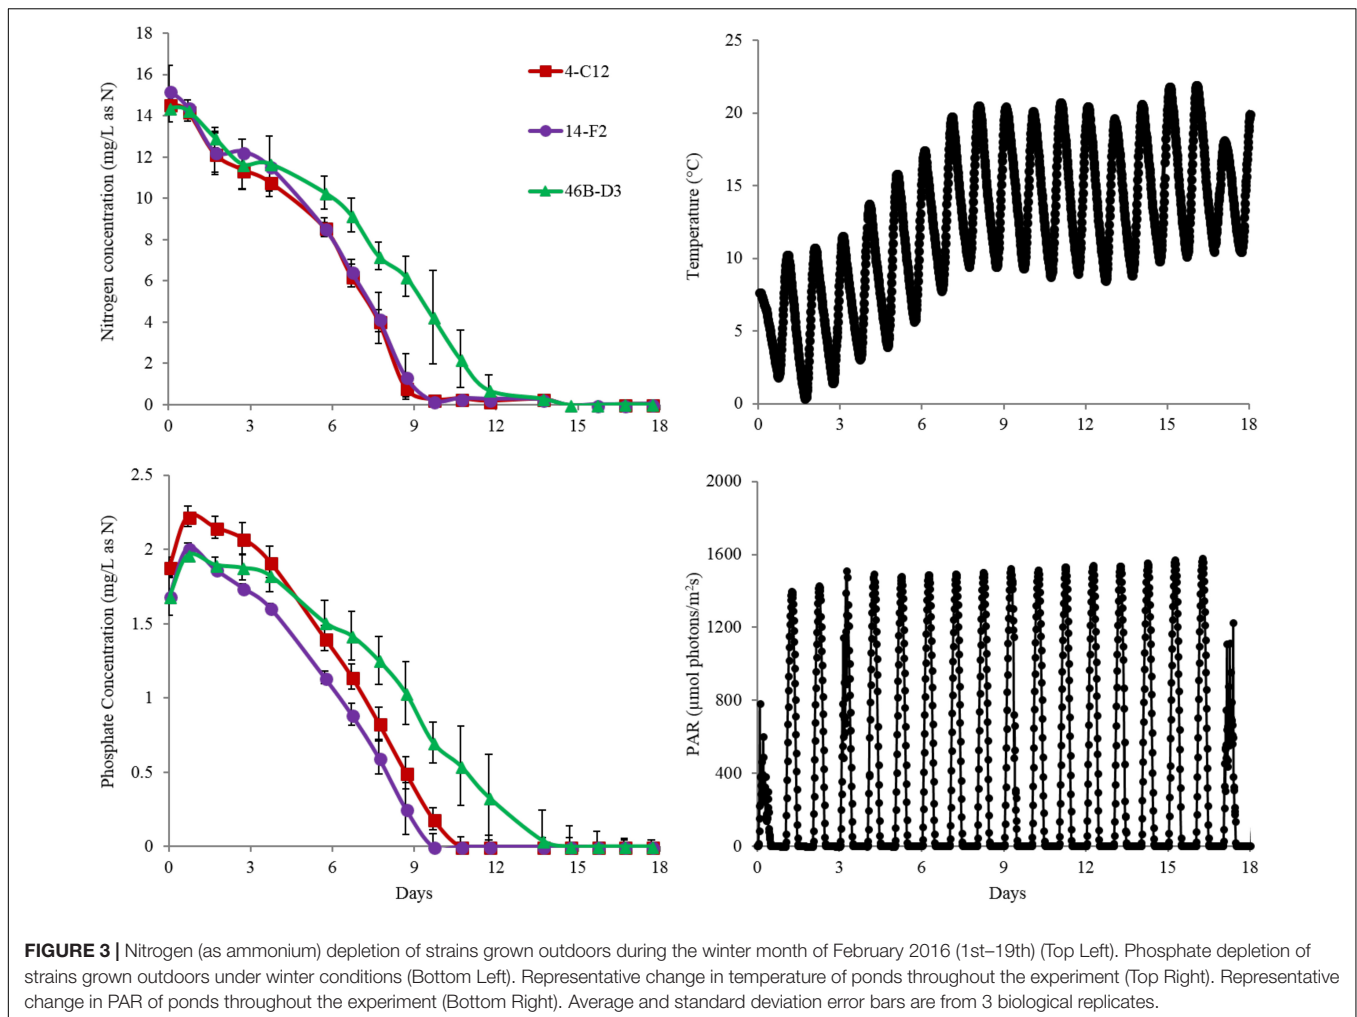 18
16
14
12
10
8
6
4
2
0
Nitrogen concentration (mg/L as N)
0 3 6 9 12 15 18
4-C12
14-F2
46B-D3
25
20
15
10
5
0
Temperature (°C)
0 3 6 9 12 15 18
2.5
2
1.5
1
0.5
0
Phosphate Concentration (mg/L as N)
0 3 6 9 12 15 18
Days
2000
1600
1200
800
400
0
PAR (µmol photons/m²s)
0 3 6 9 12 15 18
Days
FIGURE 3 | Nitrogen (as ammonium) depletion of strains grown outdoors during the winter month of February 2016 (1st–19th) (Top Left). Phosphate depletion of
strains grown outdoors under winter conditions (Bottom Left). Representative change in temperature of ponds throughout the experiment (Top Right). Representative
change in PAR of ponds throughout the experiment (Bottom Right). Average and standard deviation error bars are from 3 biological replicates.